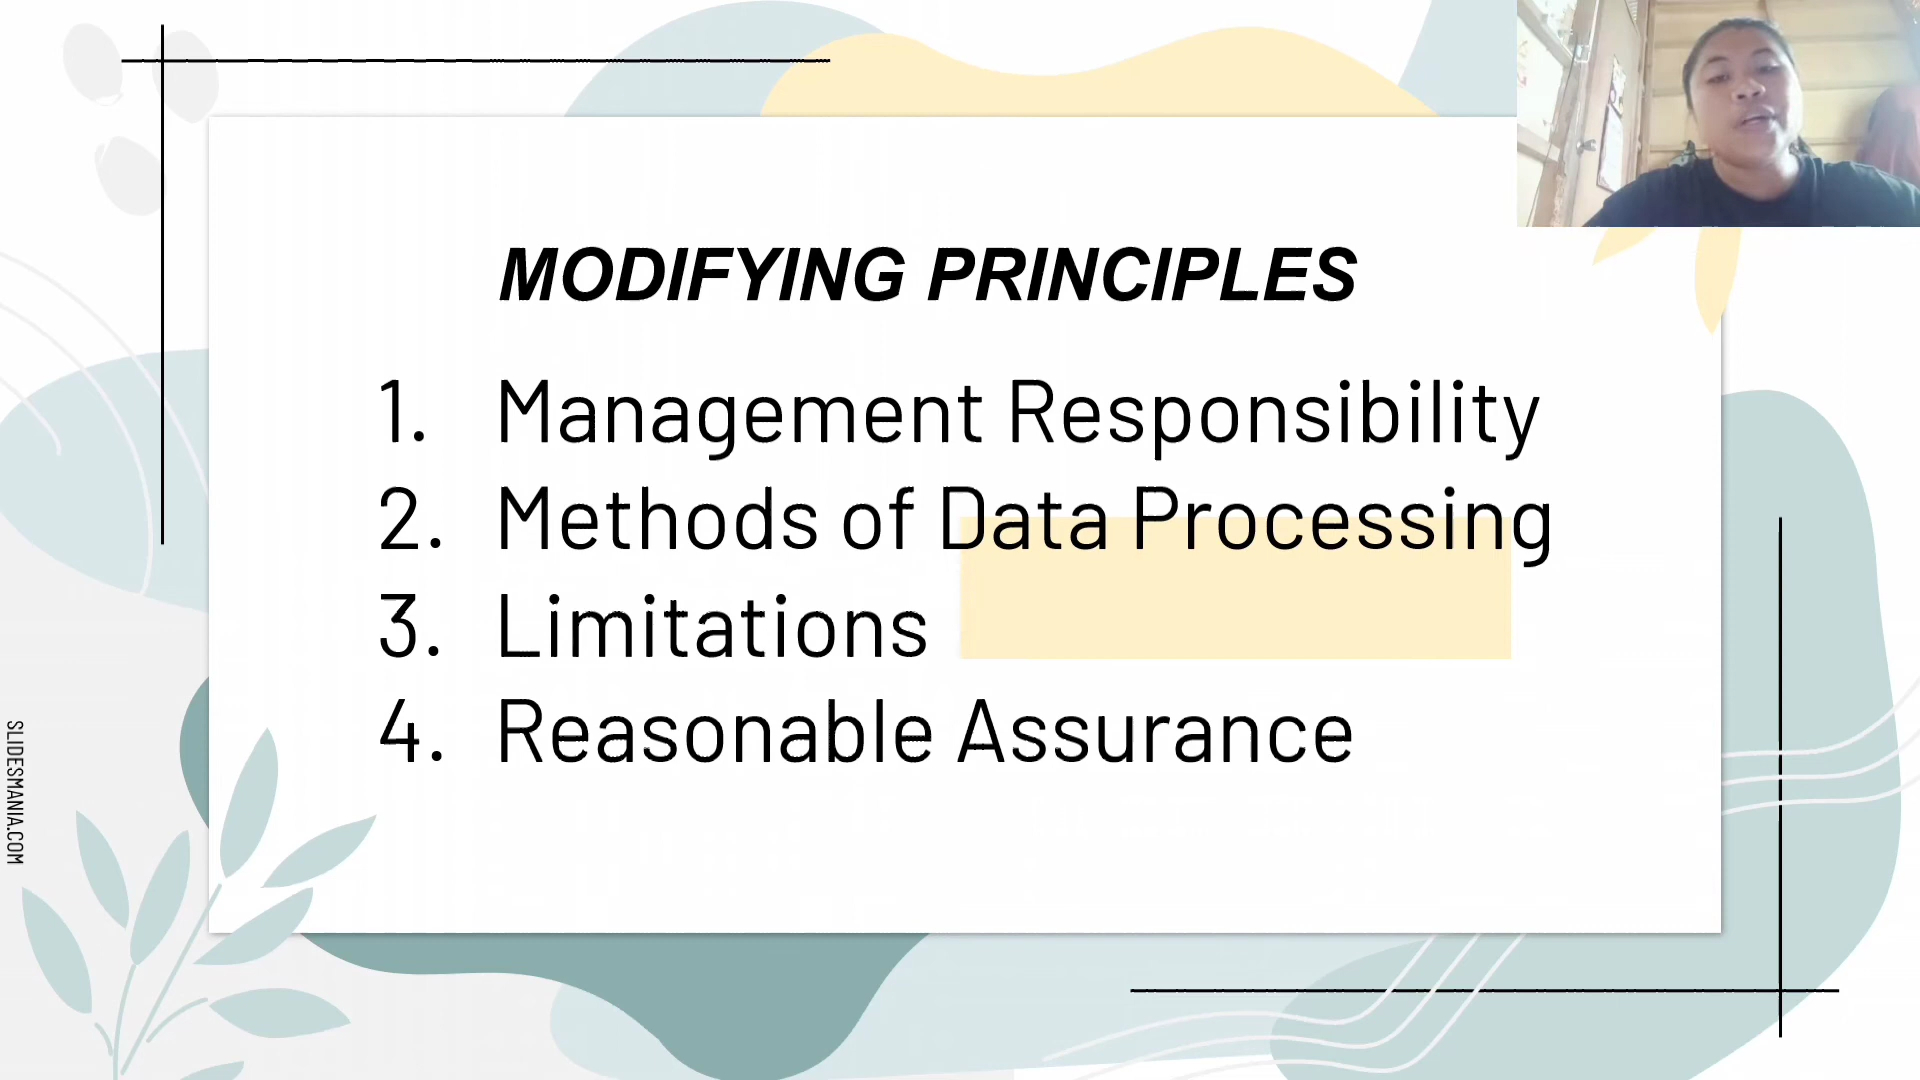 MODIFYING PRINCIPLES
1. Management Responsibility
2. Methods of Data Processing
3. Limitations
4. Reasonable Assurance
SLIDESMANIA.COM